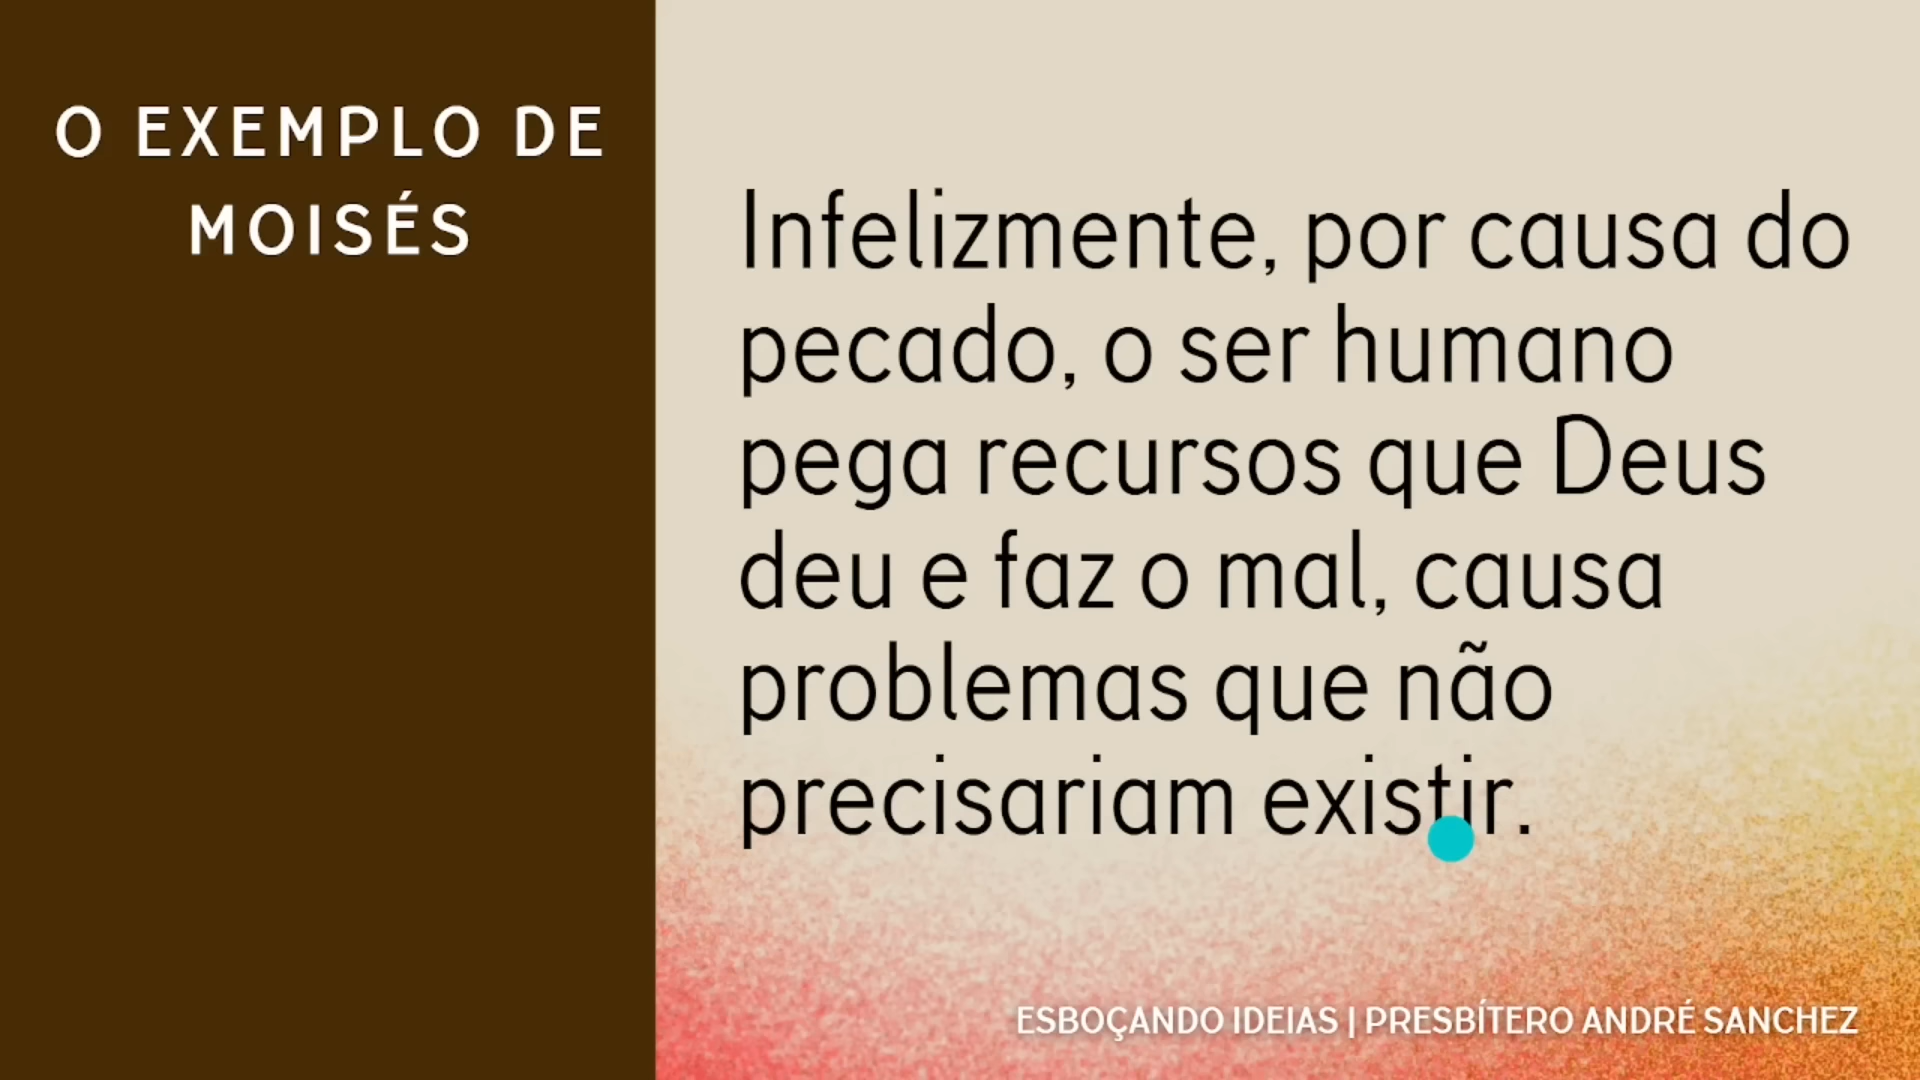 O EXEMPLO DE
MOISÉS
Infelizmente, por causa do
pecado, o ser humano
pega recursos que Deus
deu e faz o mal, causa
problemas que não
precisariam existir.
ESBOÇANDO IDEIAS | PRESBÍTERO ANDRÉ SANCHEZ